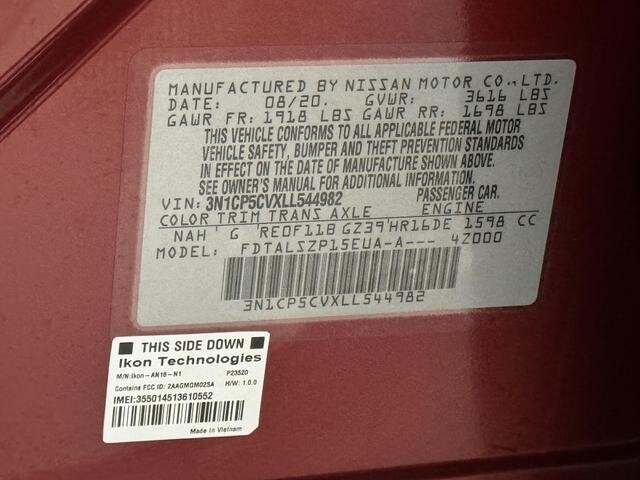 MANUFACTURED BY NISSAN MOTOR CO., LTD.
DATE: 08/20. GVWR: 3616 LBS
GAWR FR: 1918 LBS GAWR RR: 1698 LBS
THIS VEHICLE CONFORMS TO ALL APPLICABLE FEDERAL MOTOR
VEHICLE SAFETY, BUMPER AND THEFT PREVENTION STANDARDS
IN EFFECT ON THE DATE OF MANUFACTURE SHOWN ABOVE.
SEE OWNER'S MANUAL FOR ADDITIONAL INFORMATION.
VIN: 3N1CP5CVXLL544982 PASSENGER CAR.
COLOR TRIM TRANS AXLE ENGINE
NAH ' G ' RE0F11B GZ39'HR16DE 1598 CC
MODEL: FDTALSZP15EUA-A--- 4Z000
3N1CP5CVXLL544982
THIS SIDE DOWN
Ikon Technologies
M/N:Ikon-AN16-N1 P23520
Contains FCC ID: 2AAGMGM02SA H/W: 1.0.0
IMEI:355014513610552
Made in Vietnam